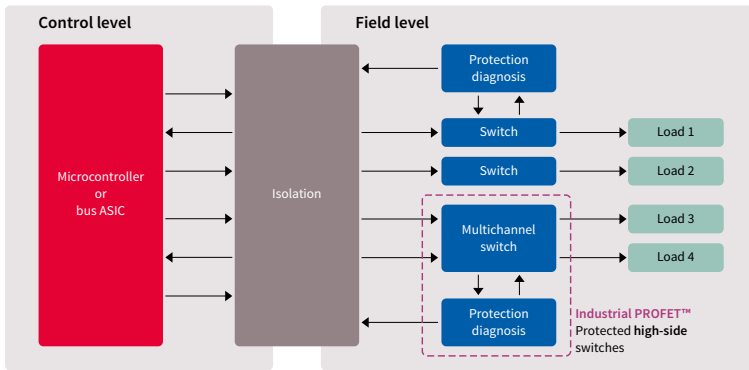 Control level
Field level
Microcontroller
or
bus ASIC
Isolation
Protection
diagnosis
Switch
Load 1
Switch
Load 2
Multichannel
switch
Load 3
Load 4
Protection
diagnosis
Industrial PROFET™
Protected high-side
switches